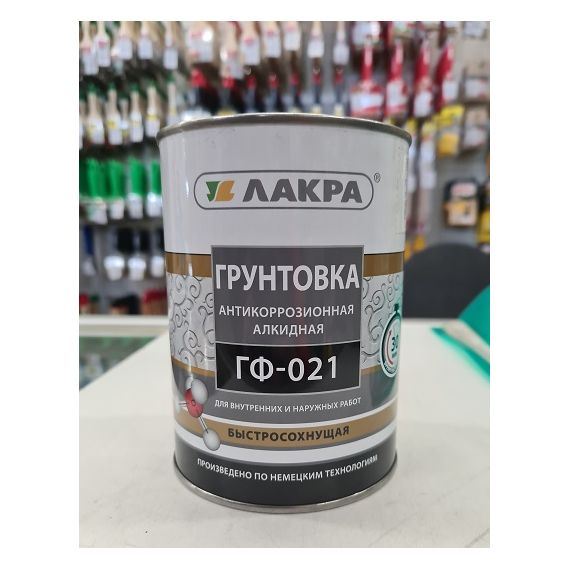 ЛАКРА®
ГРУНТОВКА
АНТИКОРРОЗИОННАЯ
АЛКИДНАЯ
ГФ-021
ДЛЯ ВНУТРЕННИХ И НАРУЖНЫХ РАБОТ
БЫСТРОСОХНУЩАЯ
ПРОИЗВЕДЕНО ПО НЕМЕЦКИМ ТЕХНОЛОГИЯМ